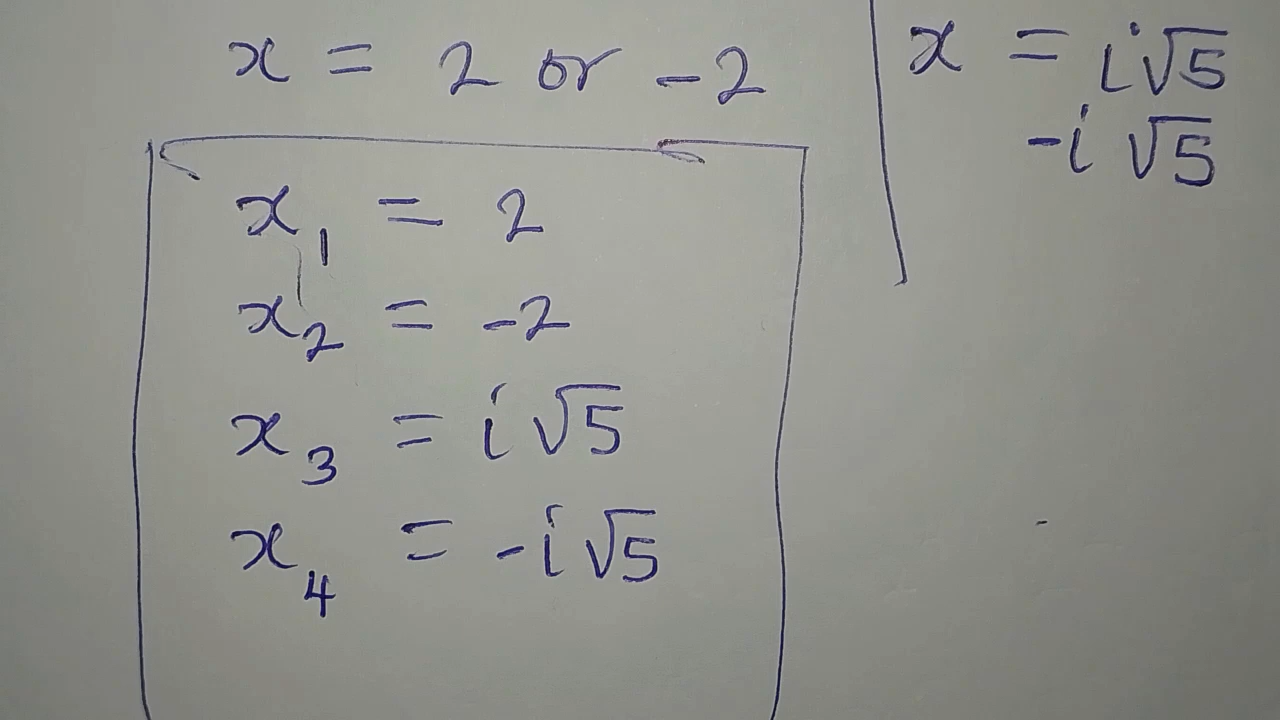 x = 2 or -2
x = i√5
-i√5
x₁ = 2
x₂ = -2
x₃ = i√5
x₄ = -i√5